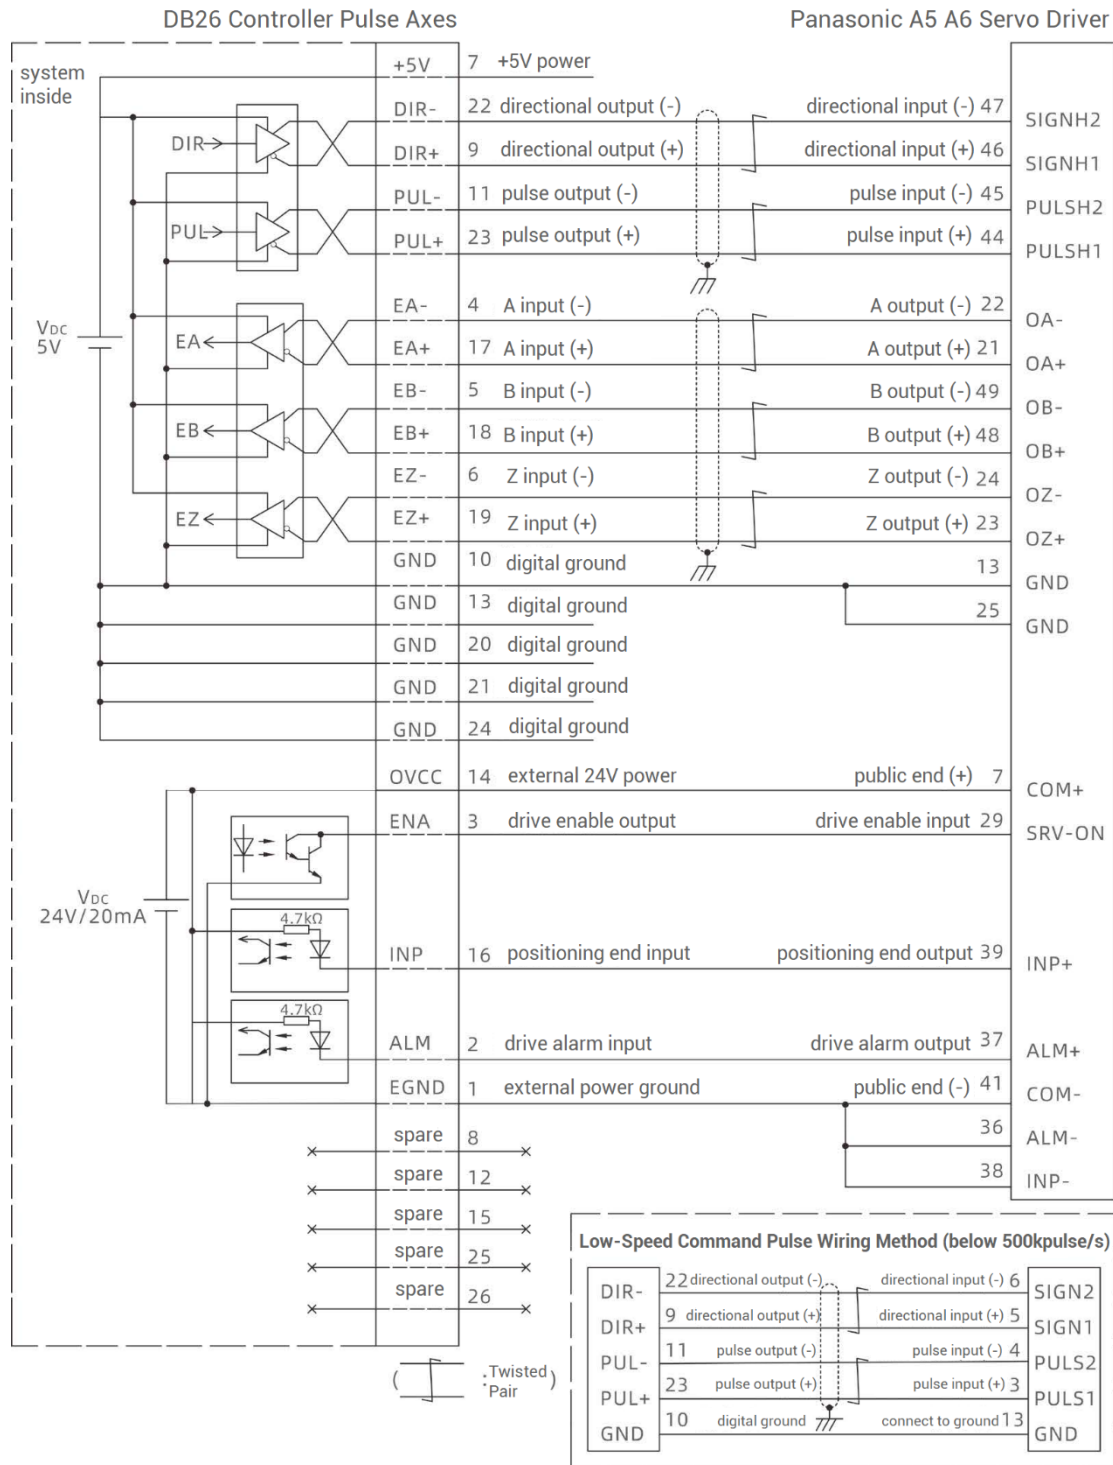 DB26 Controller Pulse Axes Panasonic A5 A6 Servo Driver
system
inside
+5V 7 +5V power
DIR- 22 directional output (-) directional input (-) 47 SIGNH2
DIR
DIR+ 9 directional output (+) directional input (+) 46 SIGNH1
PUL- 11 pulse output (-) pulse input (-) 45 PULSH2
PUL
PUL+ 23 pulse output (+) pulse input (+) 44 PULSH1
EA- 4 A input (-) A output (-) 22 OA-
VDC
5V
EA
EA+ 17 A input (+) A output (+) 21 OA+
EB- 5 B input (-) B output (-) 49 OB-
EB
EB+ 18 B input (+) B output (+) 48 OB+
EZ- 6 Z input (-) Z output (-) 24 OZ-
EZ
EZ+ 19 Z input (+) Z output (+) 23 OZ+
GND 10 digital ground 13 GND
GND 13 digital ground 25 GND
GND 20 digital ground
GND 21 digital ground
GND 24 digital ground
OVCC 14 external 24V power public end (+) 7 COM+
ENA 3 drive enable output drive enable input 29 SRV-ON
VDC
24V/20mA
4.7kΩ
INP 16 positioning end input positioning end output 39 INP+
4.7kΩ
ALM 2 drive alarm input drive alarm output 37 ALM+
EGND 1 external power ground public end (-) 41 COM-
36 ALM-
38 INP-
spare 8
spare 12
spare 15
spare 25
spare 26
( : Twisted Pair )
Low-Speed Command Pulse Wiring Method (below 500kpulse/s)
DIR- 22 directional output (-) directional input (-) 6 SIGN2
DIR+ 9 directional output (+) directional input (+) 5 SIGN1
PUL- 11 pulse output (-) pulse input (-) 4 PULS2
PUL+ 23 pulse output (+) pulse input (+) 3 PULS1
GND 10 digital ground connect to ground 13 GND